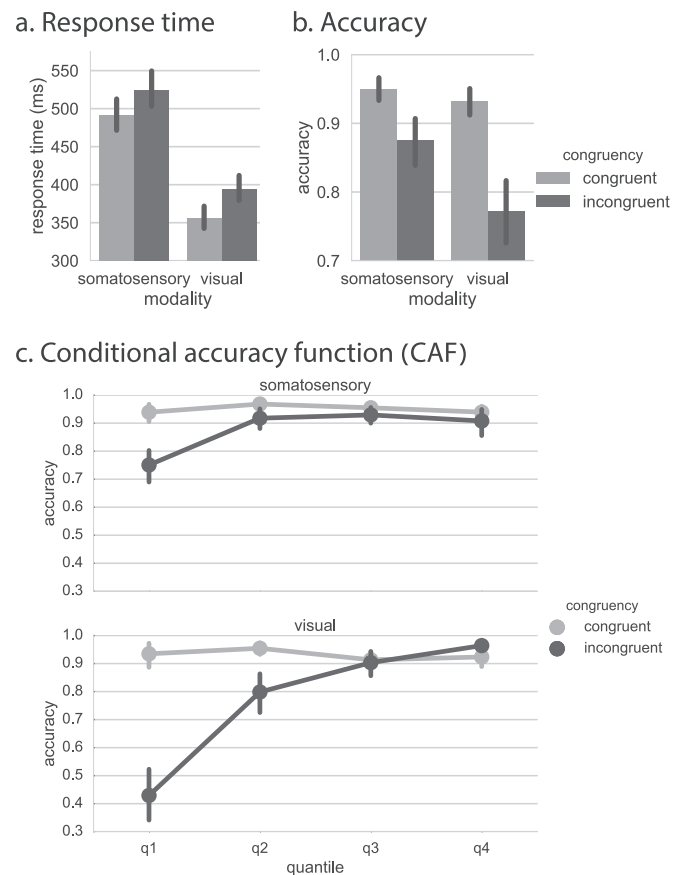 a. Response time
550
500
450
400
350
300
response time (ms)
somatosensory visual
modality
b. Accuracy
1.0
0.9
0.8
0.7
accuracy
somatosensory visual
modality
congruency
congruent
incongruent
c. Conditional accuracy function (CAF)
somatosensory
1.0
0.9
0.8
0.7
0.6
0.5
0.4
0.3
accuracy
visual
1.0
0.9
0.8
0.7
0.6
0.5
0.4
0.3
accuracy
q1 q2 q3 q4
quantile
congruency
congruent
incongruent